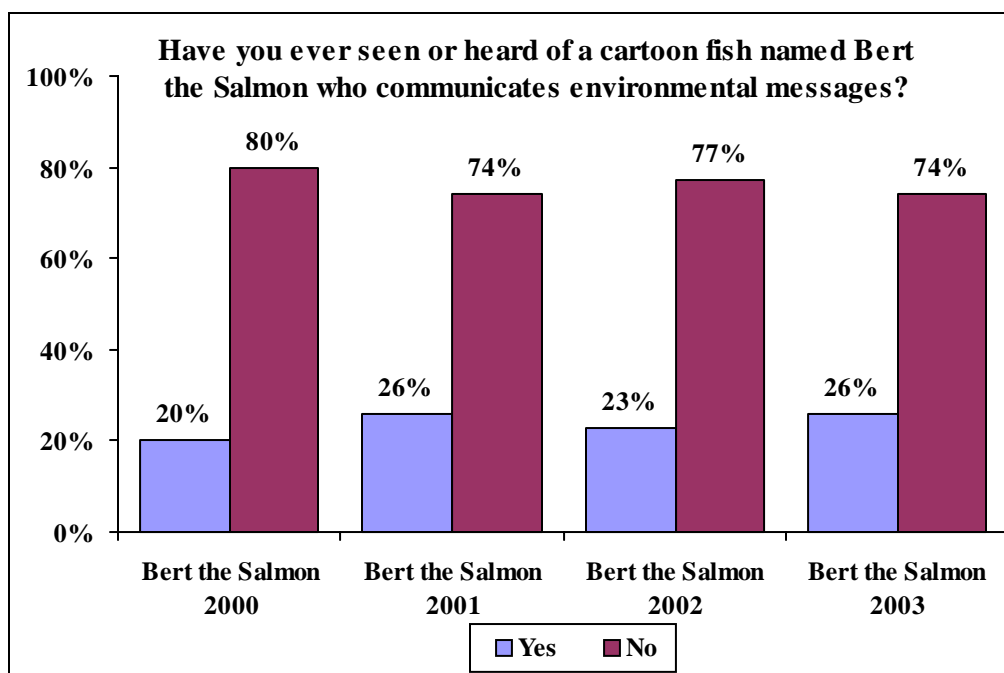 Have you ever seen or heard of a cartoon fish named Bert
the Salmon who communicates environmental messages?
100%
80%
60%
40%
20%
0%
20%
80%
26%
74%
23%
77%
26%
74%
Bert the Salmon
2000
Bert the Salmon
2001
Bert the Salmon
2002
Bert the Salmon
2003
Yes
No